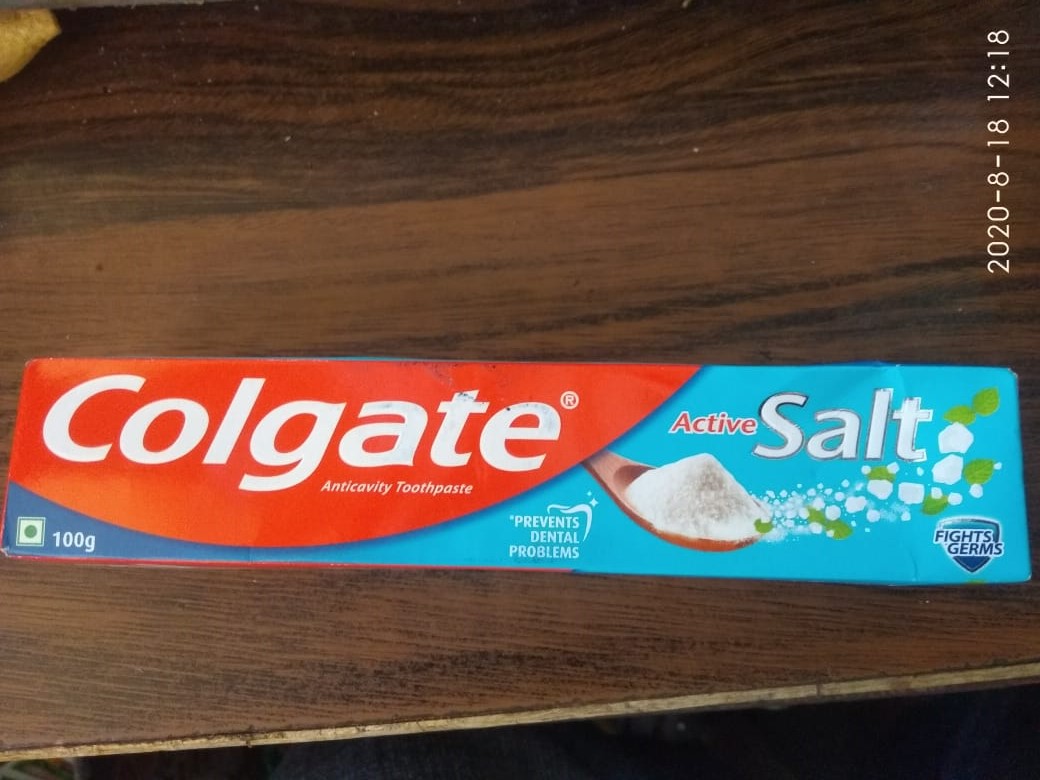 2020-8-18 12:18
Colgate®
Anticavity Toothpaste
100g
*PREVENTS
DENTAL
PROBLEMS
Active Salt
FIGHTS
GERMS